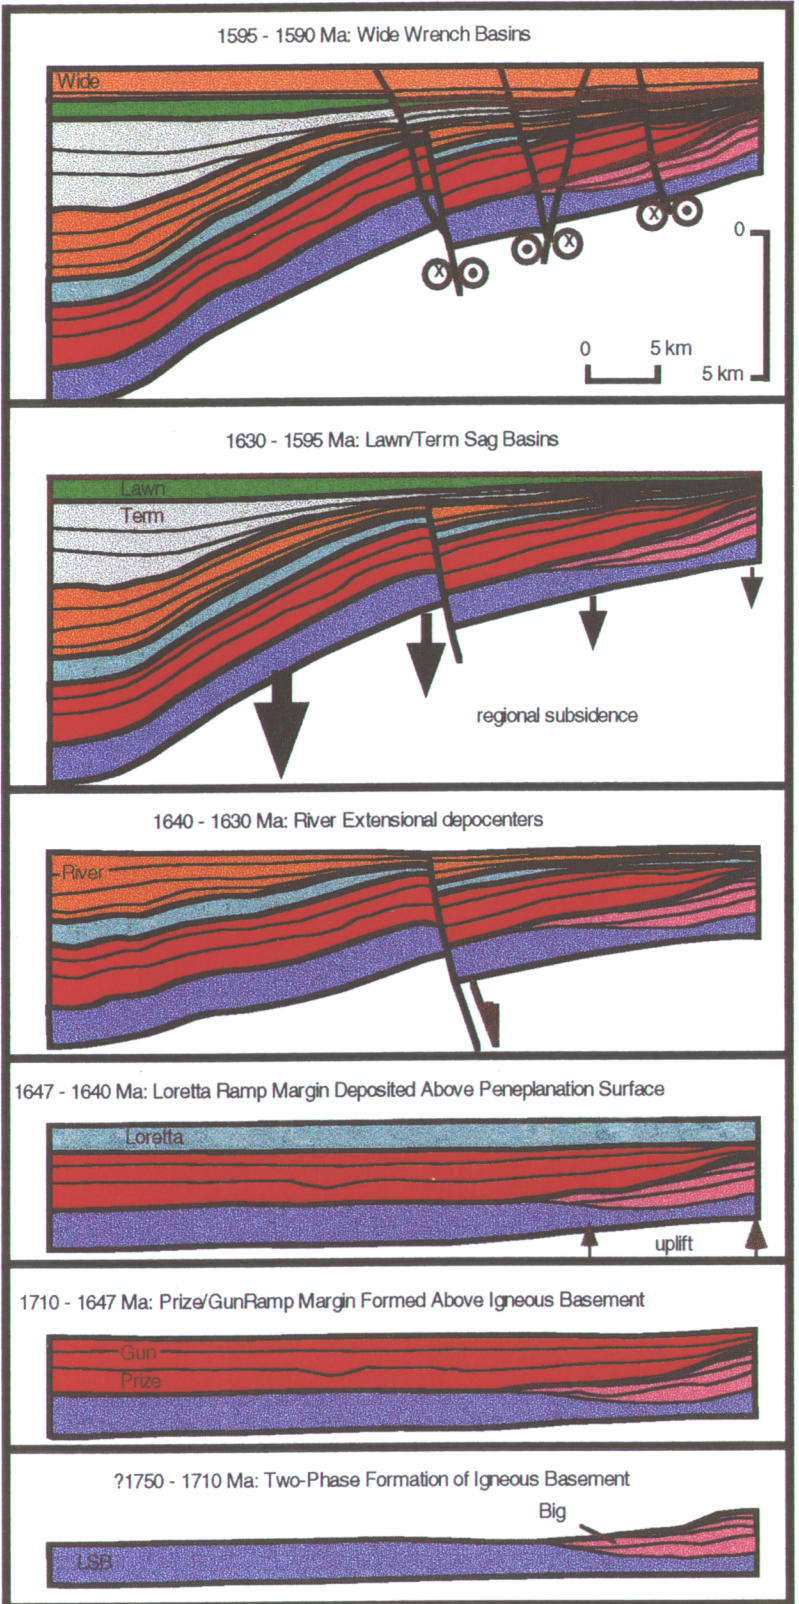 1595 - 1590 Ma: Wide Wrench Basins
Wide
X
X
X
0
0 5 km
5 km
1630 - 1595 Ma: Lawn/Term Sag Basins
Lawn
Term
regional subsidence
1640 - 1630 Ma: River Extensional depocenters
River
1647 - 1640 Ma: Loretta Ramp Margin Deposited Above Peneplanation Surface
Loretta
uplift
1710 - 1647 Ma: Prize/GunRamp Margin Formed Above Igneous Basement
Gun
Prize
?1750 - 1710 Ma: Two-Phase Formation of Igneous Basement
Big
LSB